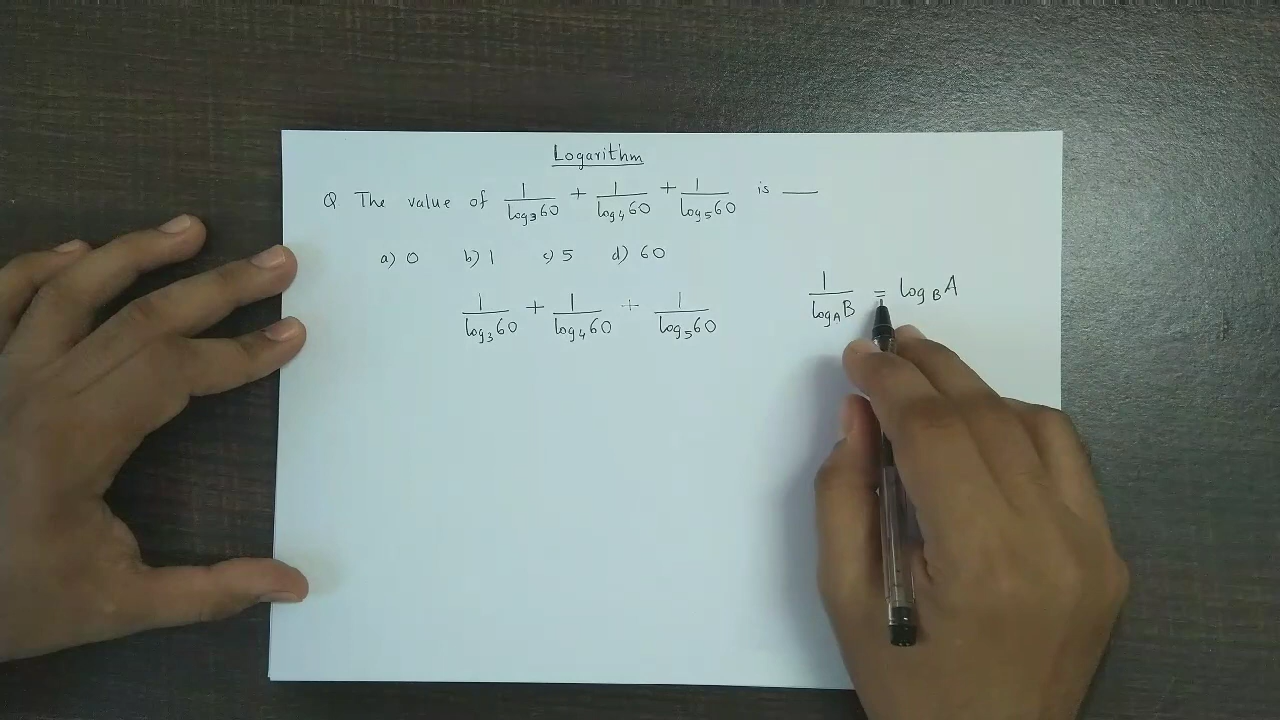 Logarithm
Q The value of 1/log₃60 + 1/log₄60 + 1/log₅60 is —
a) 0 b) 1 c) 5 d) 60
1/log₃60 + 1/log₄60 + 1/log₅60
1/log_A B = log_B A